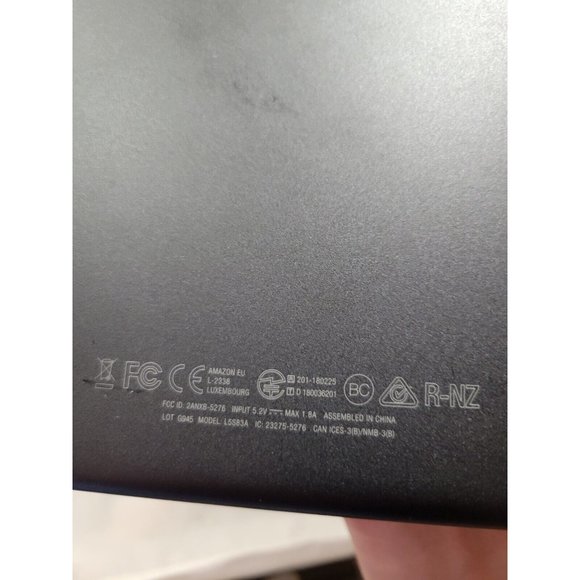 FC CE AMAZON EU
L-2338
LUXEMBOURG
R 201-180225
T D 180036201
BC R-NZ
FCC ID: 2ANXB-5276 INPUT 5.2V⎓MAX 1.8A ASSEMBLED IN CHINA
LOT G945 MODEL: L5S83A IC: 23275-5276 CAN ICES-3(B)/NMB-3(B)